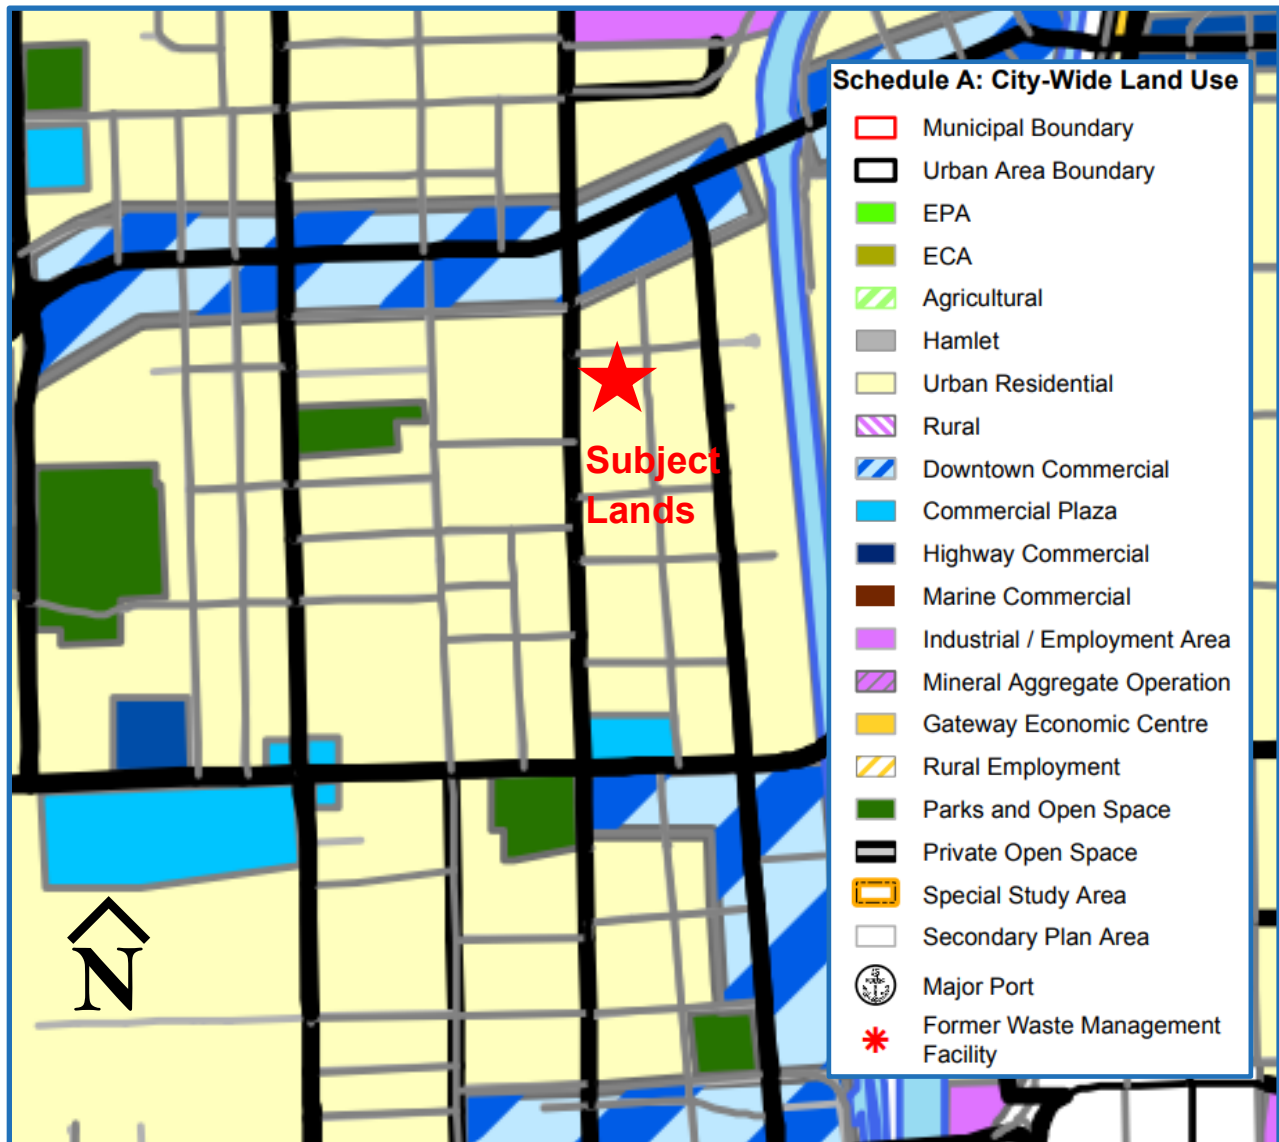 Schedule A: City-Wide Land Use
Municipal Boundary
Urban Area Boundary
EPA
ECA
Agricultural
Hamlet
Urban Residential
Rural
Downtown Commercial
Commercial Plaza
Highway Commercial
Marine Commercial
Industrial / Employment Area
Mineral Aggregate Operation
Gateway Economic Centre
Rural Employment
Parks and Open Space
Private Open Space
Special Study Area
Secondary Plan Area
Major Port
Former Waste Management
Facility
Subject
Lands
N